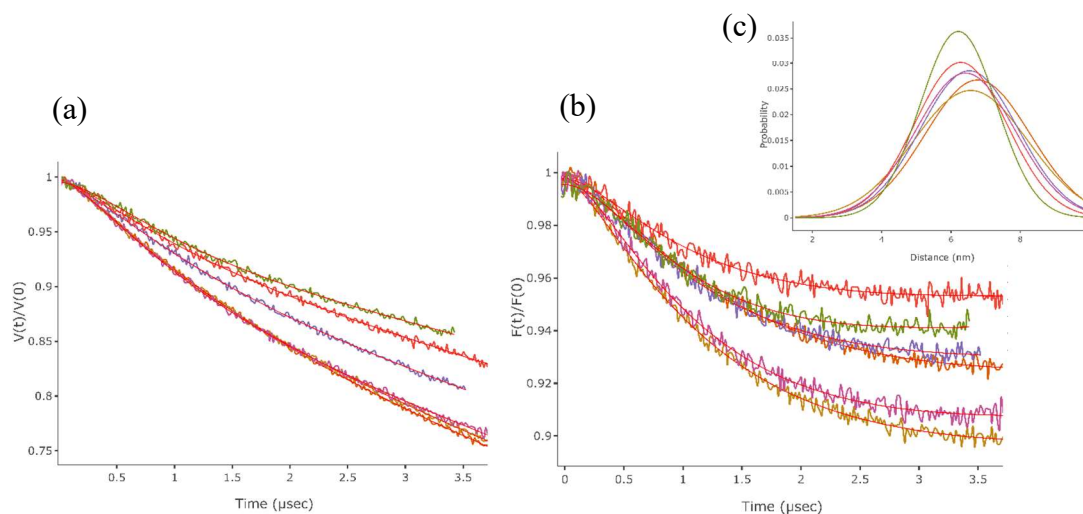 (a)
V(t)/V(0)
1
0.95
0.9
0.85
0.8
0.75
0.5 1 1.5 2 2.5 3 3.5
Time (μsec)
(b)
F(t)/F(0)
1
0.98
0.96
0.94
0.92
0.9
0 0.5 1 1.5 2 2.5 3 3.5
Time (μsec)
(c)
Probability
0.035
0.03
0.025
0.02
0.015
0.01
0.005
0
2 4 6 8
Distance (nm)